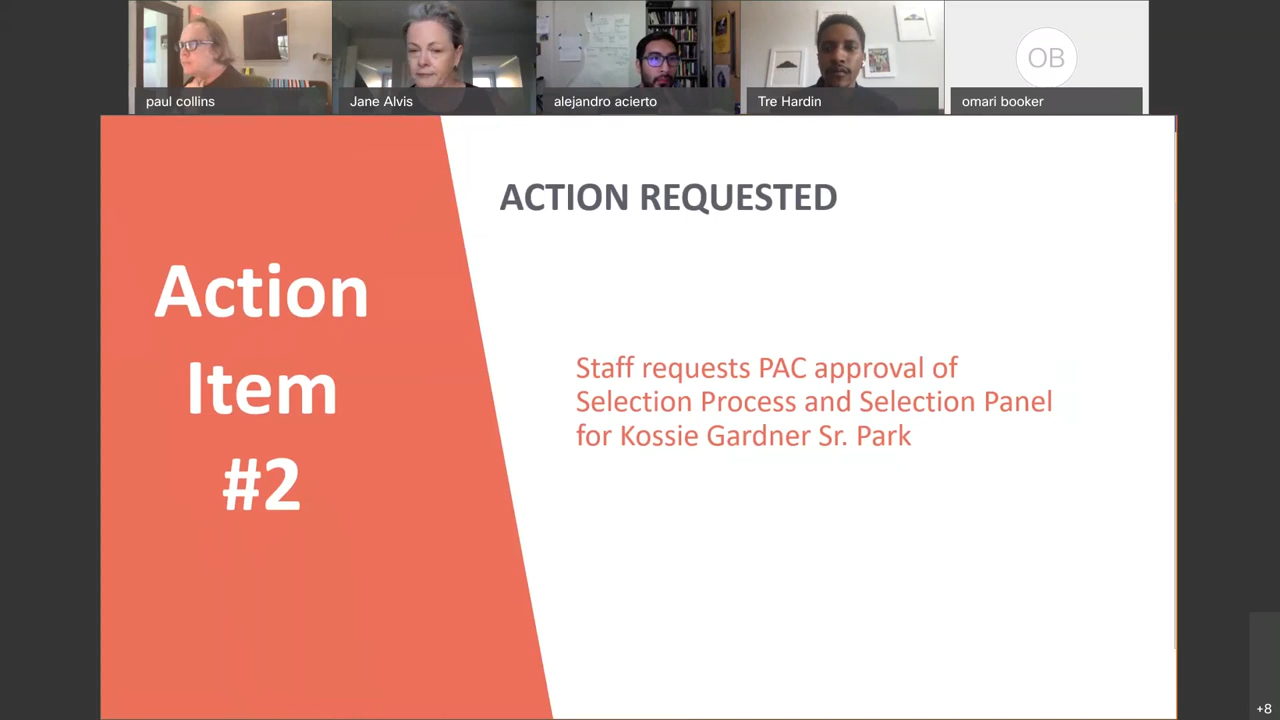 paul collins
Jane Alvis
alejandro acierto
Tre Hardin
OB
omari booker
ACTION REQUESTED
Action
Item
#2
Staff requests PAC approval of
Selection Process and Selection Panel
for Kossie Gardner Sr. Park
+8